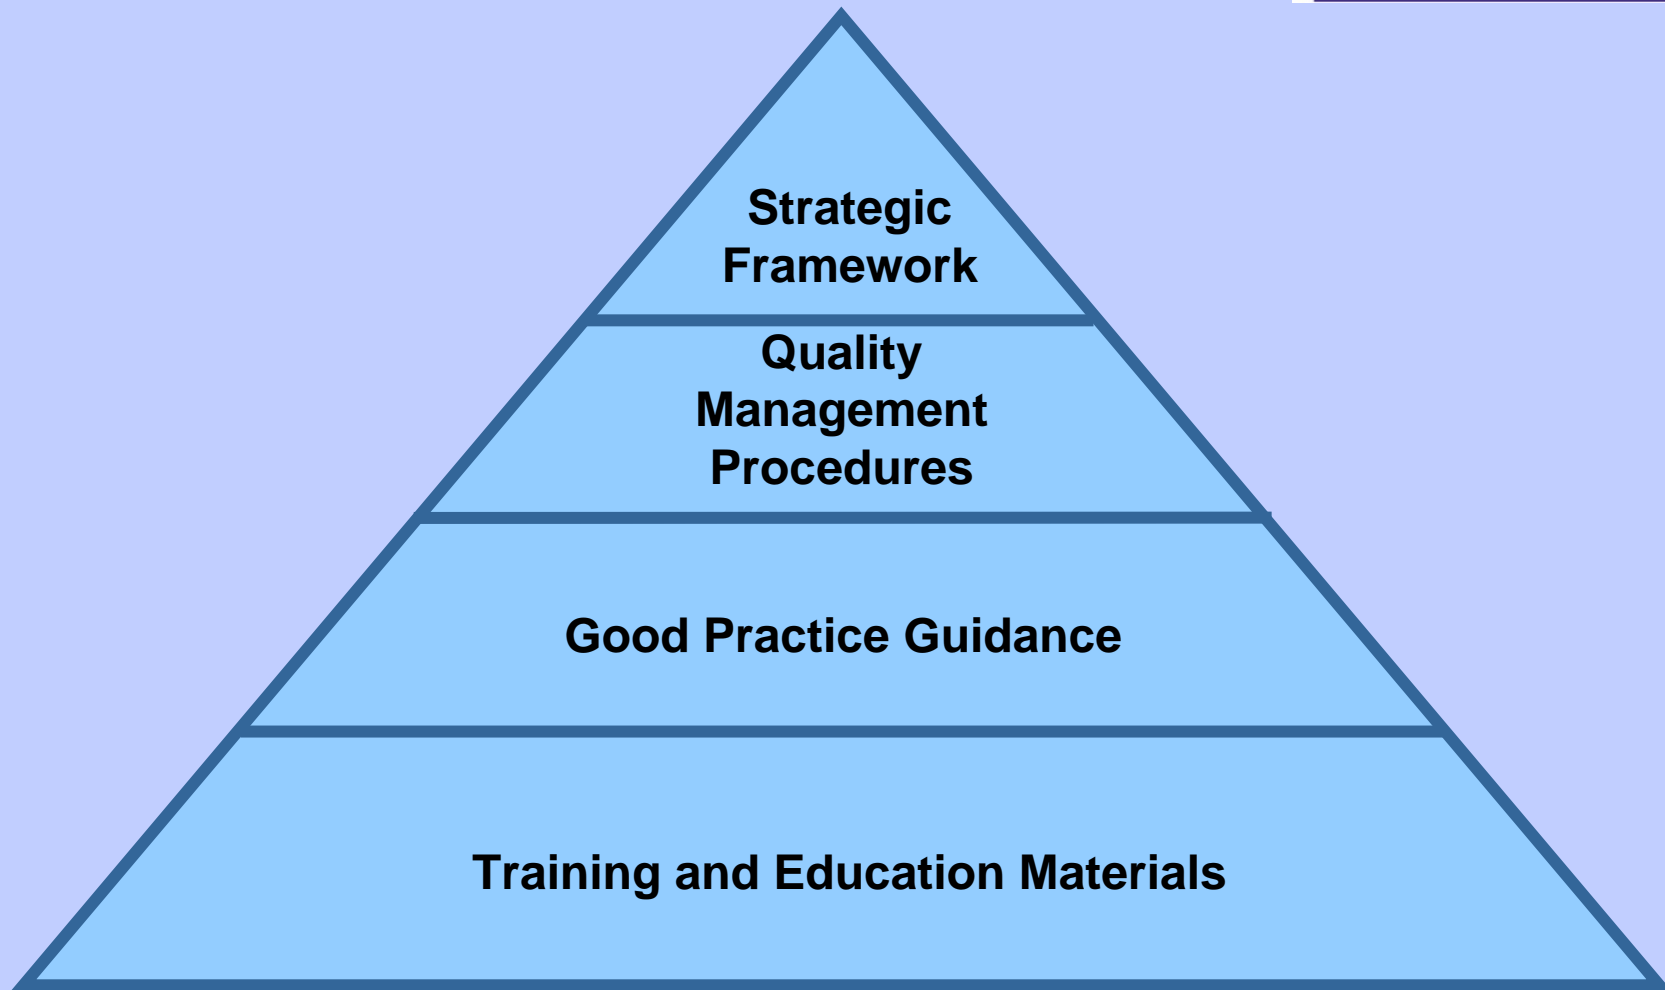 Strategic
Framework
Quality
Management
Procedures
Good Practice Guidance
Training and Education Materials